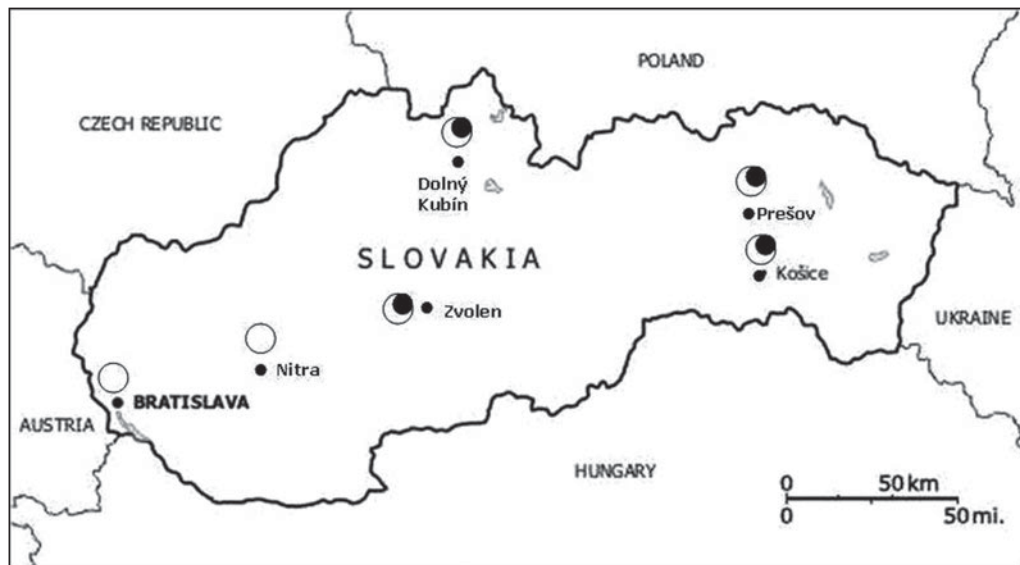 POLAND
CZECH REPUBLIC
Dolný
Kubín
Prešov
SLOVAKIA
Košice
Zvolen
UKRAINE
Nitra
BRATISLAVA
AUSTRIA
HUNGARY
0 50 km
0 50 mi.